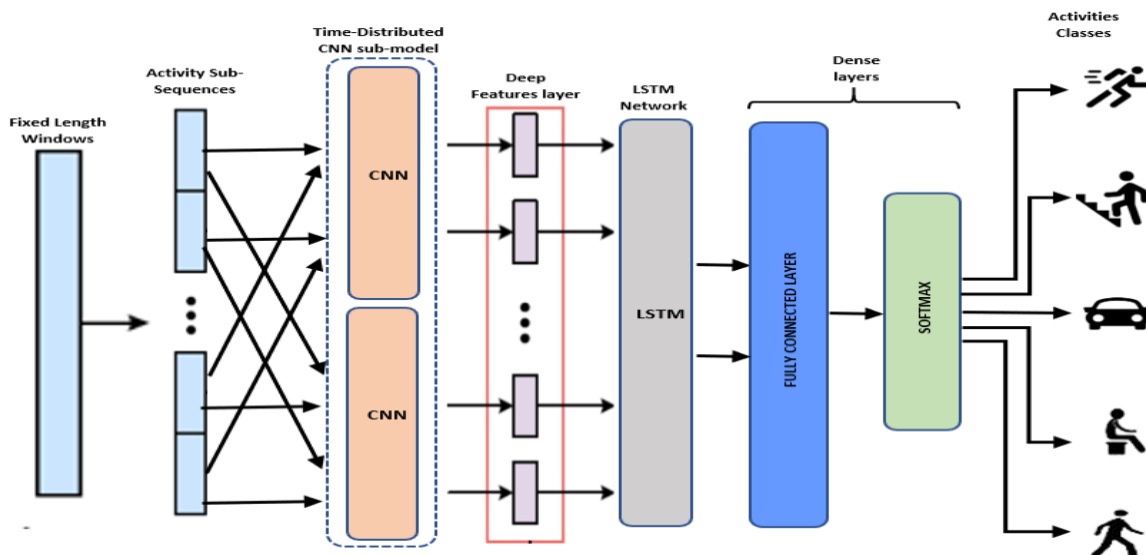 Fixed Length
Windows
Activity Sub-
Sequences
Time-Distributed
CNN sub-model
CNN
CNN
Deep
Features layer
LSTM
Network
LSTM
Dense
layers
FULLY CONNECTED LAYER
SOFTMAX
Activities
Classes